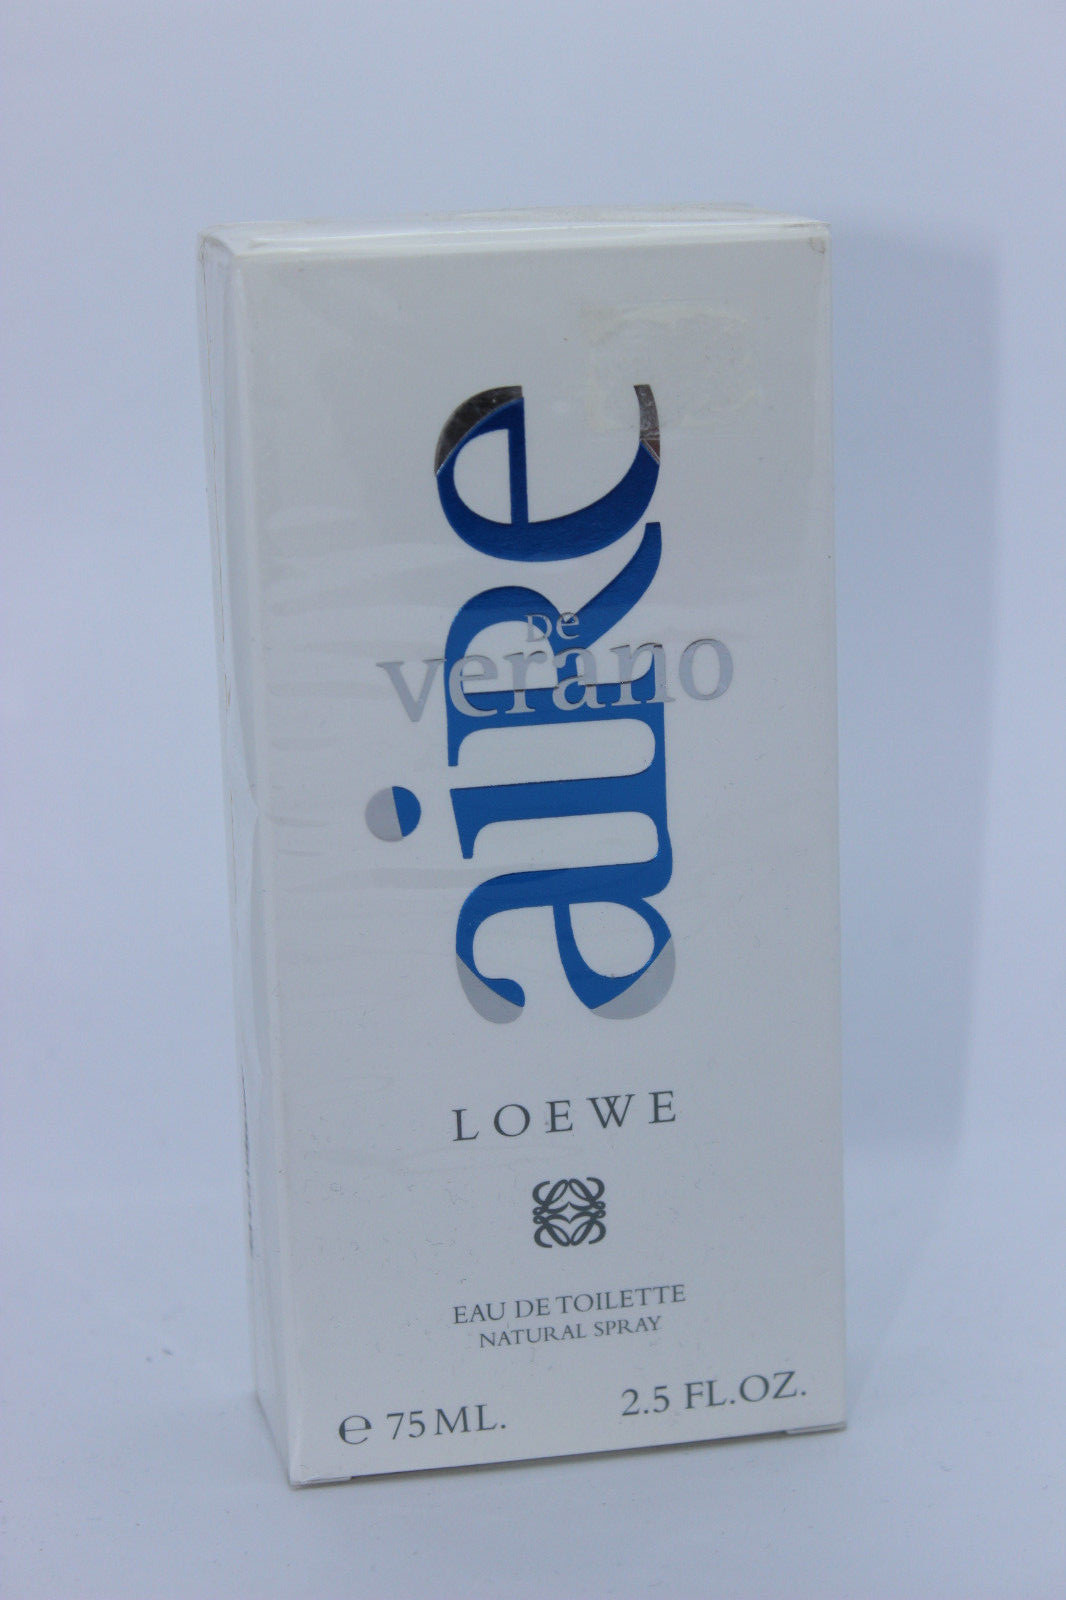 aiRe
De
verano
LOEWE
EAU DE TOILETTE
NATURAL SPRAY
℮ 75 ML.
2.5 FL.OZ.